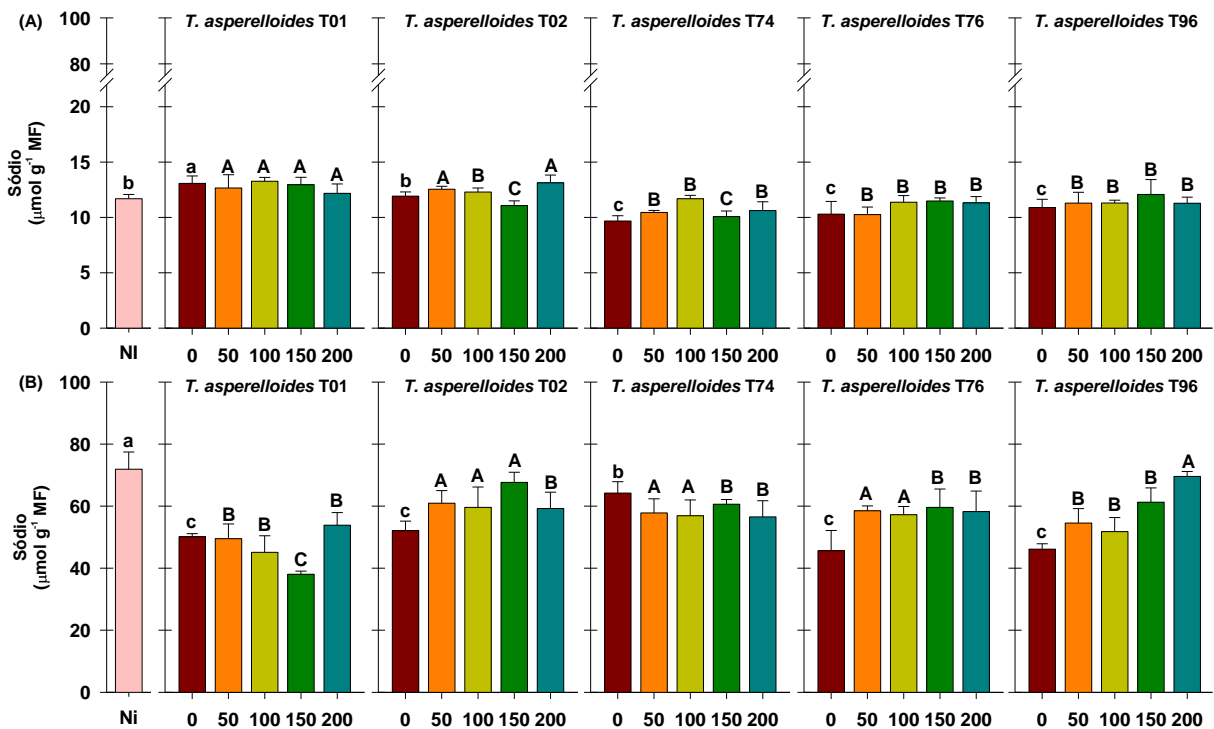 (A)
T. asperelloides T01
T. asperelloides T02
T. asperelloides T74
T. asperelloides T76
T. asperelloides T96
100
80
20
15
10
5
0
Sódio
(μmol g⁻¹ MF)
b
a A A A A
b A B C A
c B B C B
c B B B B
c B B B B
NI
0 50 100 150 200
0 50 100 150 200
0 50 100 150 200
0 50 100 150 200
0 50 100 150 200
(B)
T. asperelloides T01
T. asperelloides T02
T. asperelloides T74
T. asperelloides T76
T. asperelloides T96
100
80
60
40
20
0
Sódio
(μmol g⁻¹ MF)
a
c B B C B
c A A A B
b A A B B
c A A B B
c B B B A
Ni
0 50 100 150 200
0 50 100 150 200
0 50 100 150 200
0 50 100 150 200
0 50 100 150 200